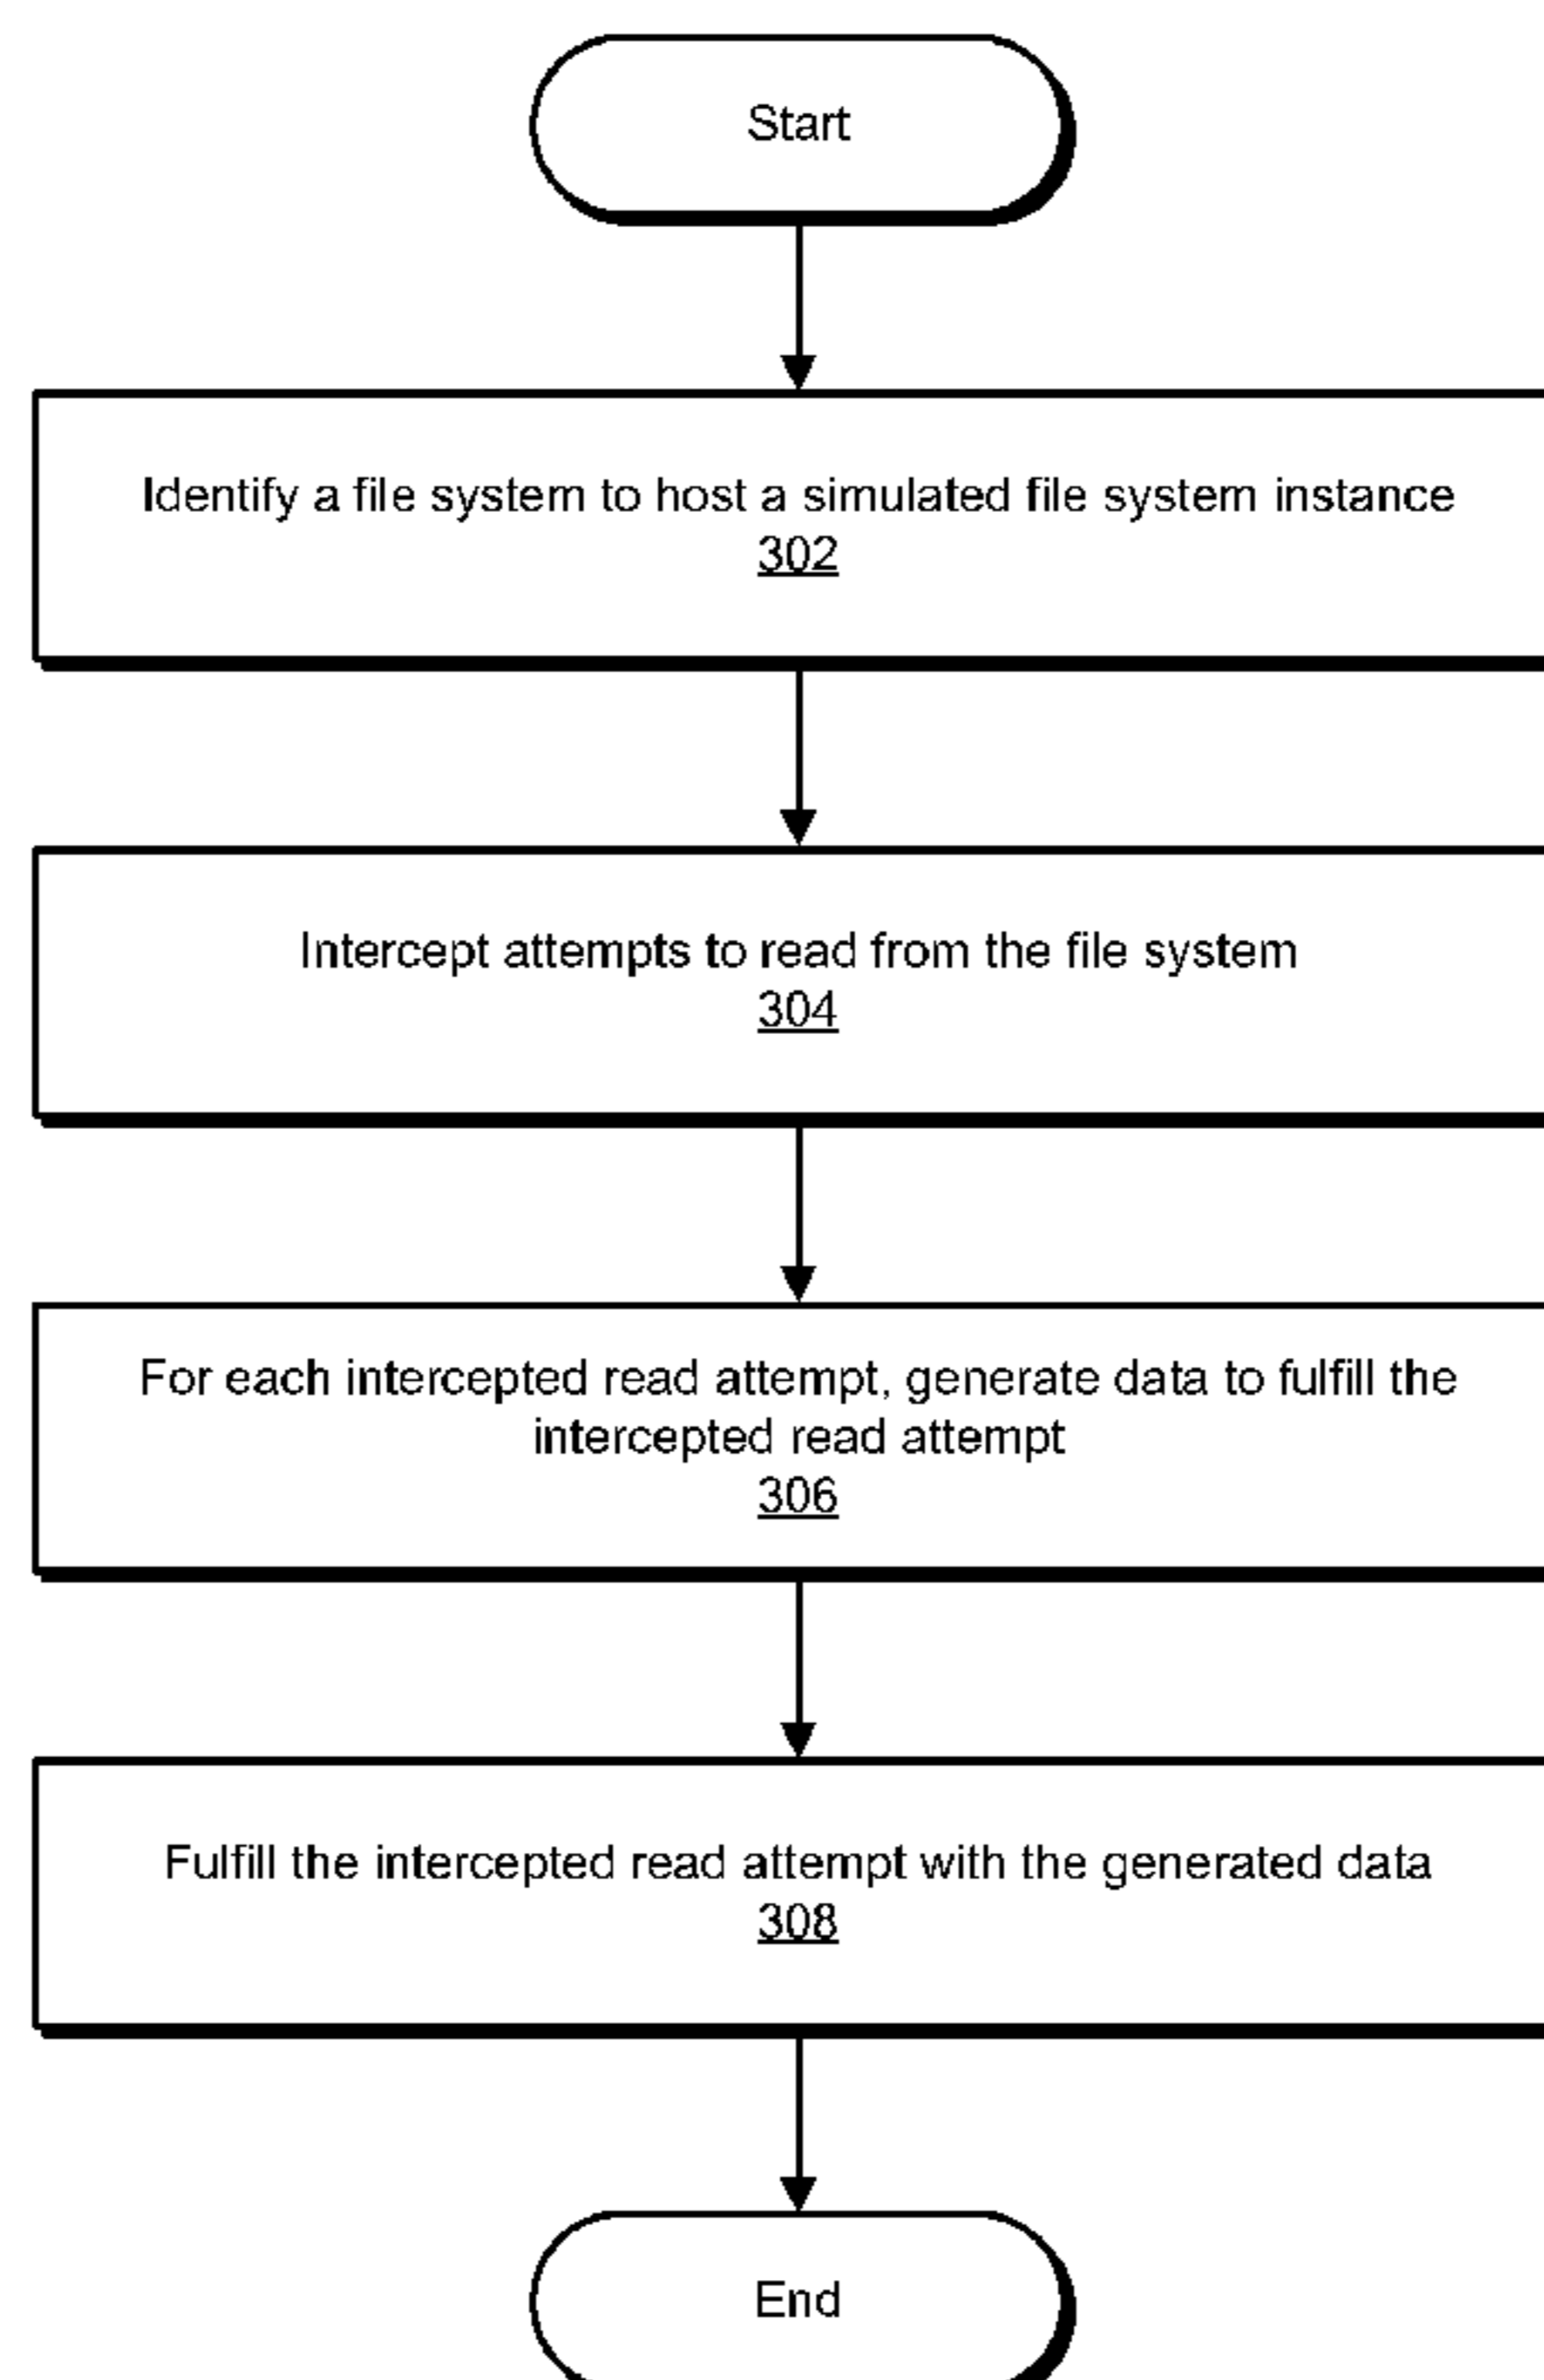 Start
Identify a file system to host a simulated file system instance
302
Intercept attempts to read from the file system
304
For each intercepted read attempt, generate data to fulfill the
intercepted read attempt
306
Fulfill the intercepted read attempt with the generated data
308
End